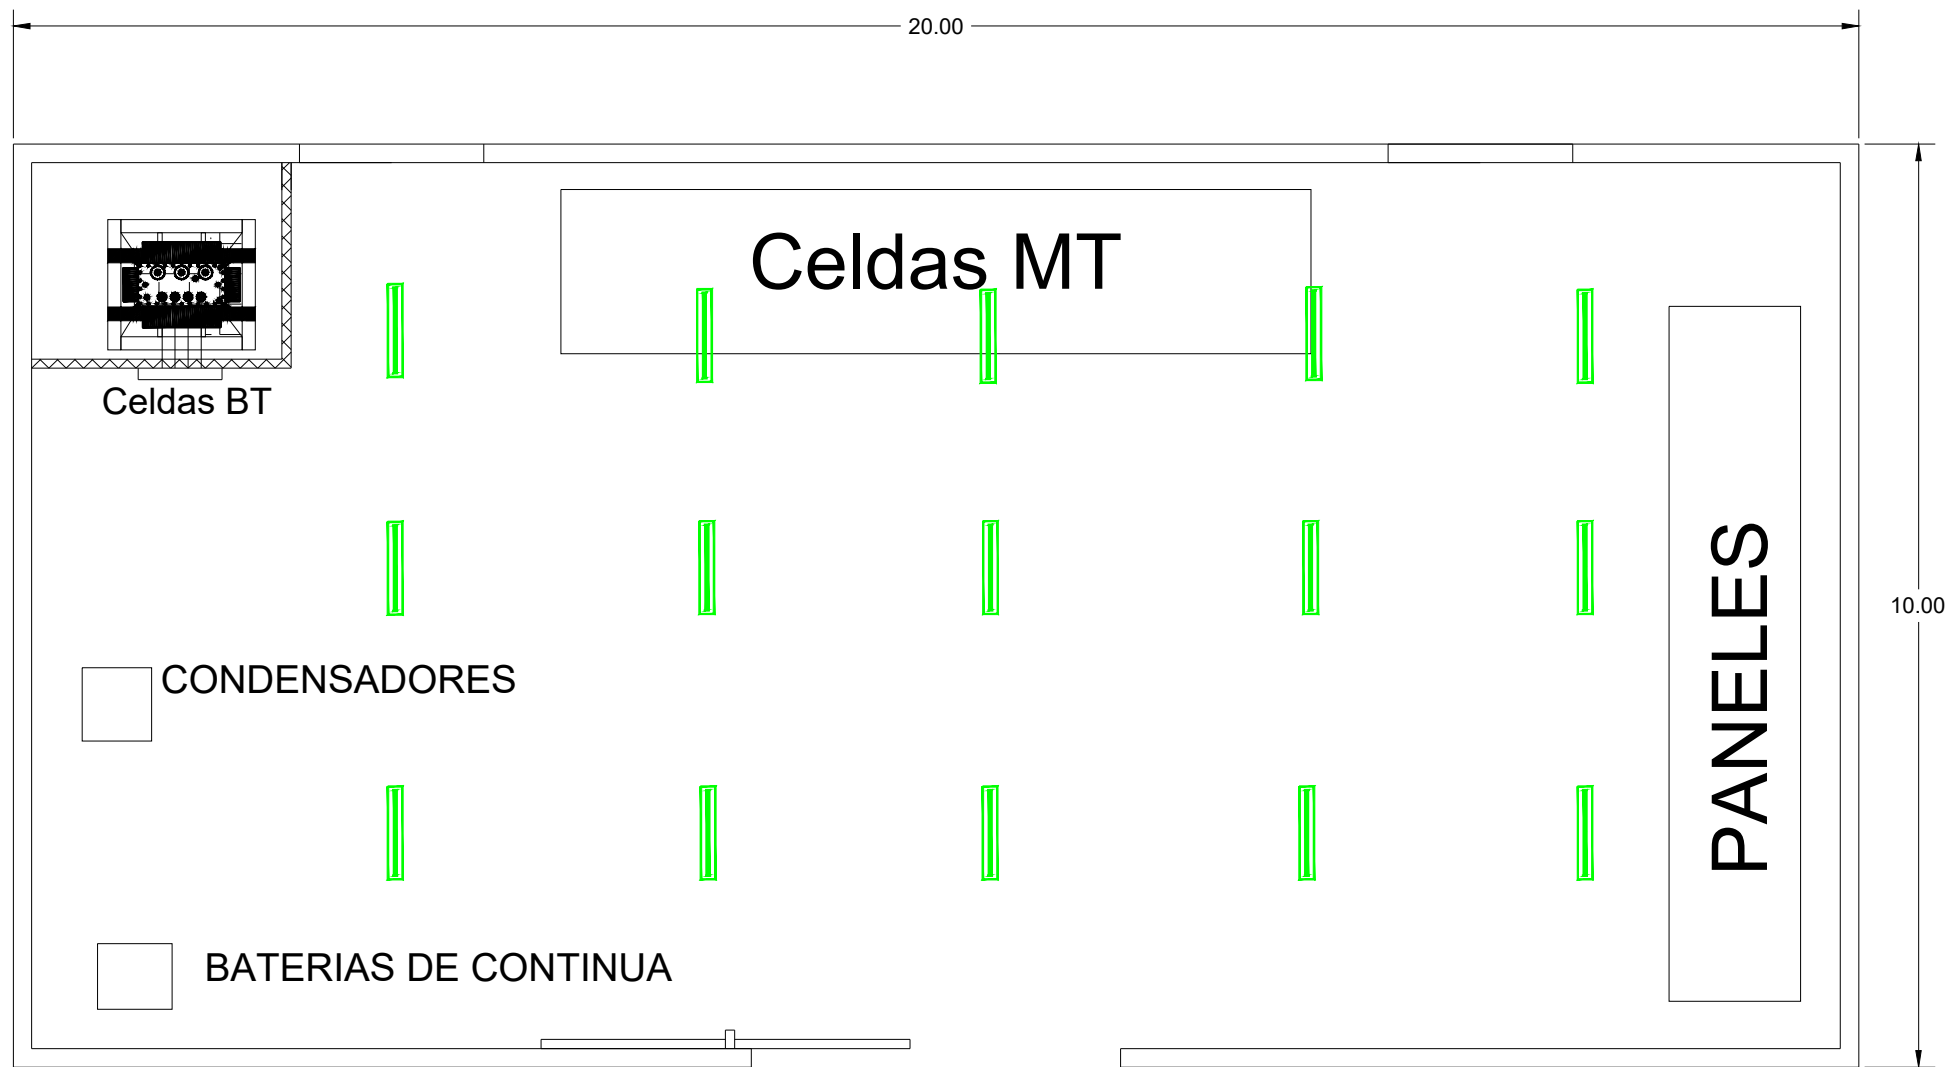 20.00
Celdas MT
Celdas BT
10.00
PANELES
CONDENSADORES
BATERIAS DE CONTINUA